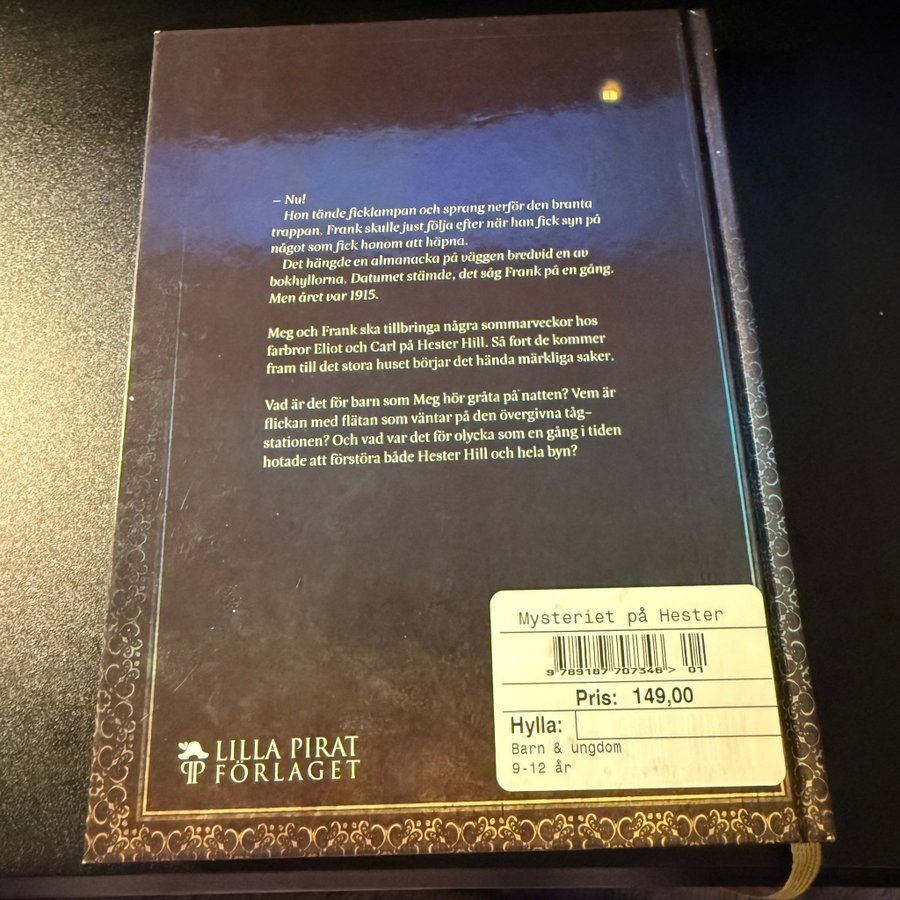 – Nu!
Hon tände ficklampan och sprang nerför den branta
trappan. Frank skulle just följa efter när han fick syn på
något som fick honom att häpna.
Det hängde en almanacka på väggen bredvid en av
bokhyllorna. Datumet stämde, det såg Frank på en gång.
Men året var 1915.
Meg och Frank ska tillbringa några sommarveckor hos
farbror Eliot och Carl på Hester Hill. Så fort de kommer
fram till det stora huset börjar det hända märkliga saker.
Vad är det för barn som Meg hör gråta på natten? Vem är
flickan med flätan som väntar på den övergivna tåg-
stationen? Och vad var det för olycka som en gång i tiden
hotade att förstöra både Hester Hill och hela byn?
Mysteriet på Hester
9 789187 707346 > 01
Pris: 149,00
Hylla:
Barn & ungdom
9-12 år
LILLA PIRAT
FÖRLAGET